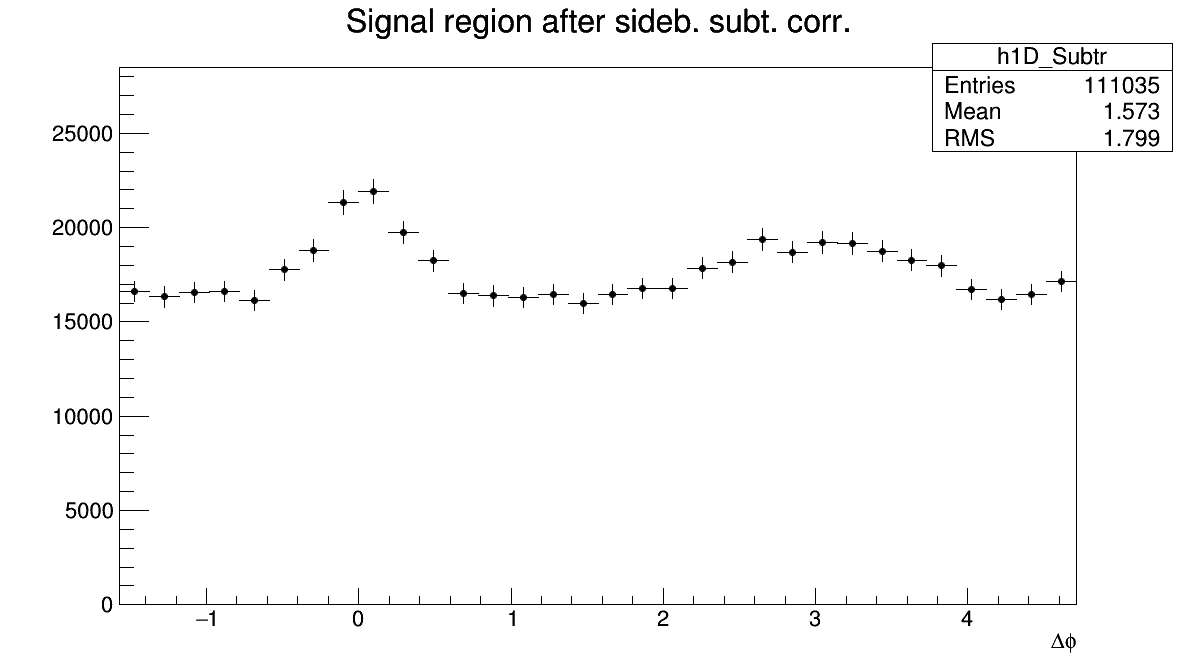 Signal region after sideb. subt. corr.
h1D_Subtr
Entries 111035
Mean 1.573
RMS 1.799
25000
20000
15000
10000
5000
0
−1 0 1 2 3 4
Δϕ